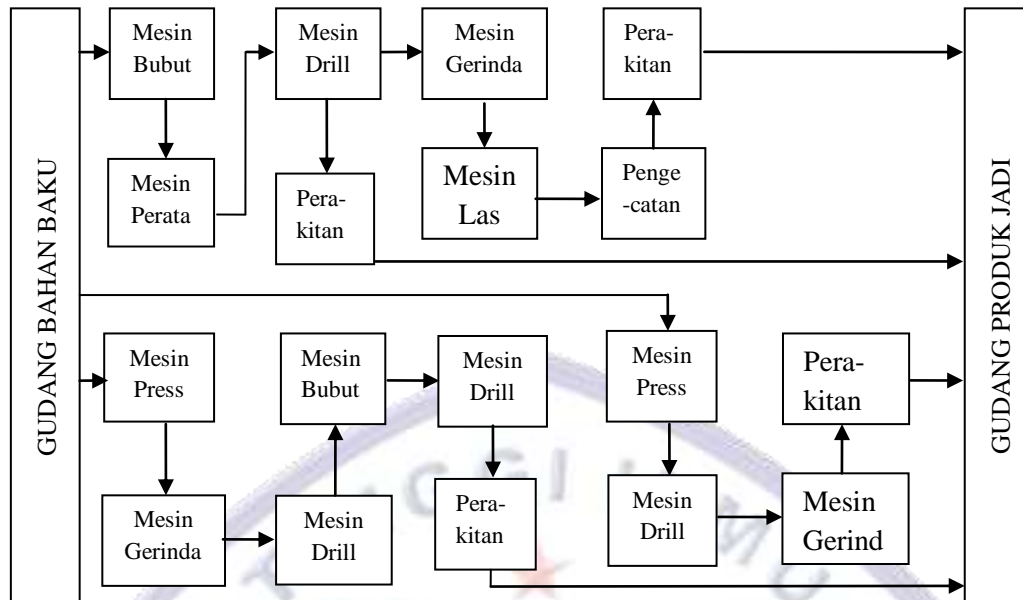 GUDANG BAHAN BAKU
Mesin
Bubut
Mesin
Drill
Mesin
Gerinda
Pera-
kitan
Mesin
Perata
Pera-
kitan
Mesin
Las
Penge
-catan
GUDANG PRODUK JADI
Mesin
Press
Mesin
Bubut
Mesin
Drill
Mesin
Press
Pera-
kitan
Mesin
Gerinda
Mesin
Drill
Pera-
kitan
Mesin
Drill
Mesin
Gerind